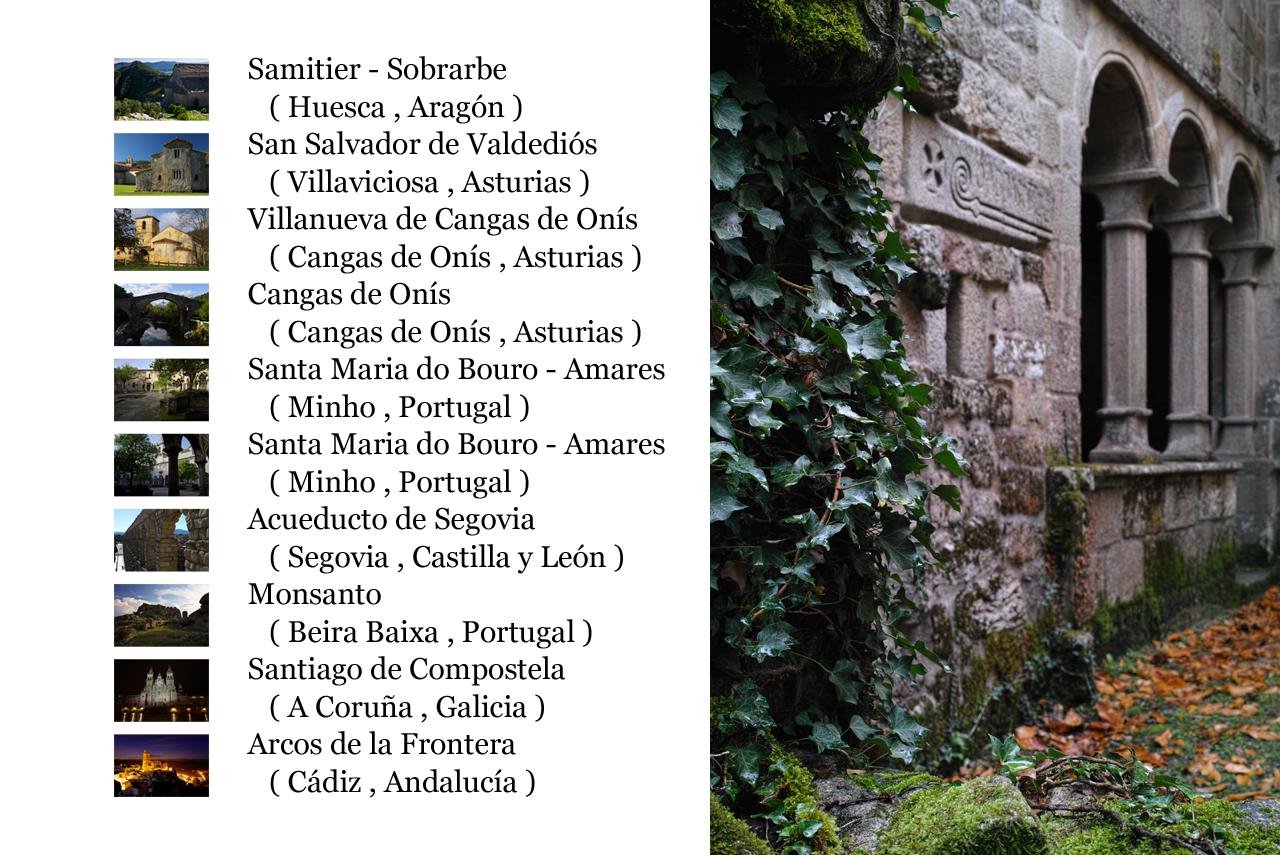 Samitier - Sobrarbe
( Huesca , Aragón )
San Salvador de Valdediós
( Villaviciosa , Asturias )
Villanueva de Cangas de Onís
( Cangas de Onís , Asturias )
Cangas de Onís
( Cangas de Onís , Asturias )
Santa Maria do Bouro - Amares
( Minho , Portugal )
Santa Maria do Bouro - Amares
( Minho , Portugal )
Acueducto de Segovia
( Segovia , Castilla y León )
Monsanto
( Beira Baixa , Portugal )
Santiago de Compostela
( A Coruña , Galicia )
Arcos de la Frontera
( Cádiz , Andalucía )